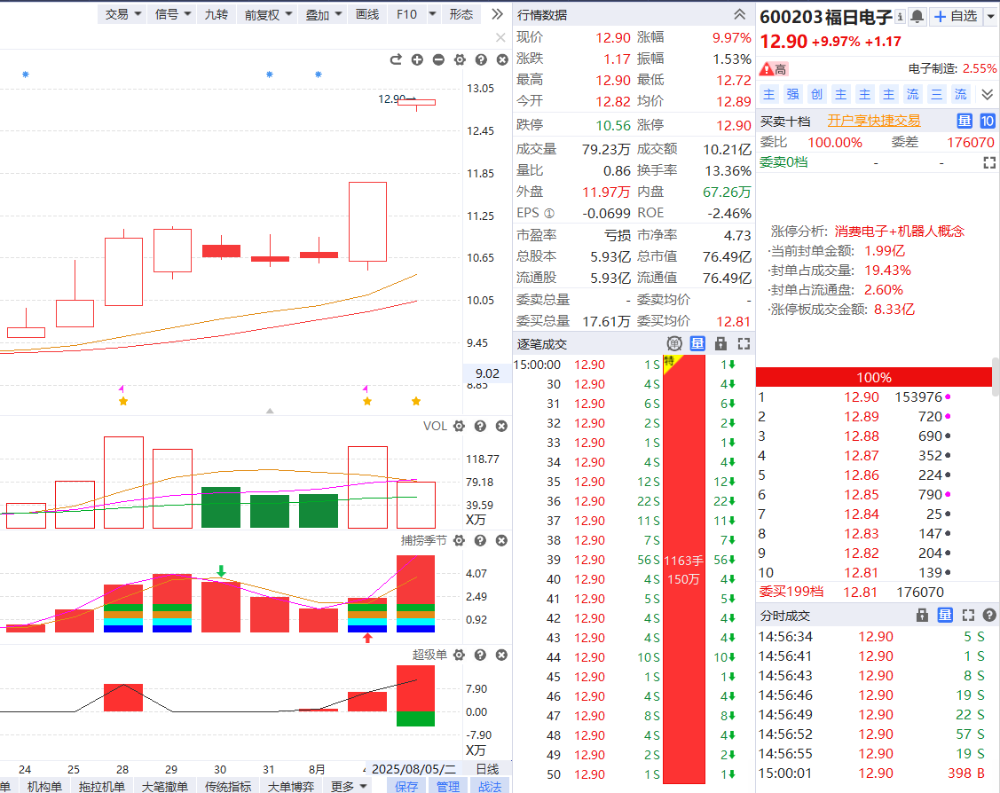 交易 信号 九转 前复权 叠加 画线 F10 形态
12.90→
13.05
12.45
11.85
11.25
10.65
10.05
9.45
9.02
8.85
VOL
118.77
79.18
39.59
X万
捕捞季节
4.07
2.49
0.92
超级单
7.90
0.00
-7.90
X万
24 25 28 29 30 31 8月 2025/08/05/二 日线
单 机构单 拖拉机单 大笔撤单 传统指标 大单博弈 更多 保存 管理 战法
行情数据
现价 12.90 涨幅 9.97%
涨跌 1.17 振幅 1.53%
最高 12.90 最低 12.72
今开 12.82 均价 12.89
跌停 10.56 涨停 12.90
成交量 79.23万 成交额 10.21亿
量比 0.86 换手率 13.36%
外盘 11.97万 内盘 67.26万
EPS ① -0.0699 ROE -2.46%
市盈率 亏损 市净率 4.73
总股本 5.93亿 总市值 76.49亿
流通股 5.93亿 流通值 76.49亿
委卖总量 - 委卖均价 -
委买总量 17.61万 委买均价 12.81
逐笔成交 单 量
15:00:00 12.90 1 S 特 1
30 12.90 4 S 4
31 12.90 6 S 6
32 12.90 2 S 2
33 12.90 1 S 1
34 12.90 4 S 4
35 12.90 12 S 12
36 12.90 22 S 22
37 12.90 11 S 11
38 12.90 7 S 7
39 12.90 56 S 1163手 56
40 12.90 4 S 150万 4
41 12.90 5 S 5
42 12.90 4 S 4
43 12.90 4 S 4
44 12.90 10 S 10
45 12.90 1 S 1
46 12.90 4 S 4
47 12.90 8 S 8
48 12.90 4 S 4
49 12.90 2 S 2
50 12.90 1 S 1
600203 福日电子 自选
12.90 +9.97% +1.17
高 电子制造: 2.55%
主 强 创 主 主 主 流 三 流
买卖十档 开户享快捷交易 量 10
委比 100.00% 委差 176070
委卖0档 - -
涨停分析: 消费电子+机器人概念
·当前封单金额: 1.99亿
·封单占成交量: 19.43%
·封单占流通盘: 2.60%
·涨停板成交金额: 8.33亿
100%
1 12.90 153976
2 12.89 720
3 12.88 690
4 12.87 352
5 12.86 224
6 12.85 790
7 12.84 25
8 12.83 147
9 12.82 204
10 12.81 139
委买199档 12.81 176070
分时成交 量
14:56:34 12.90 5 S
14:56:41 12.90 1 S
14:56:43 12.90 8 S
14:56:46 12.90 19 S
14:56:49 12.90 22 S
14:56:52 12.90 57 S
14:56:55 12.90 19 S
15:00:01 12.90 398 B